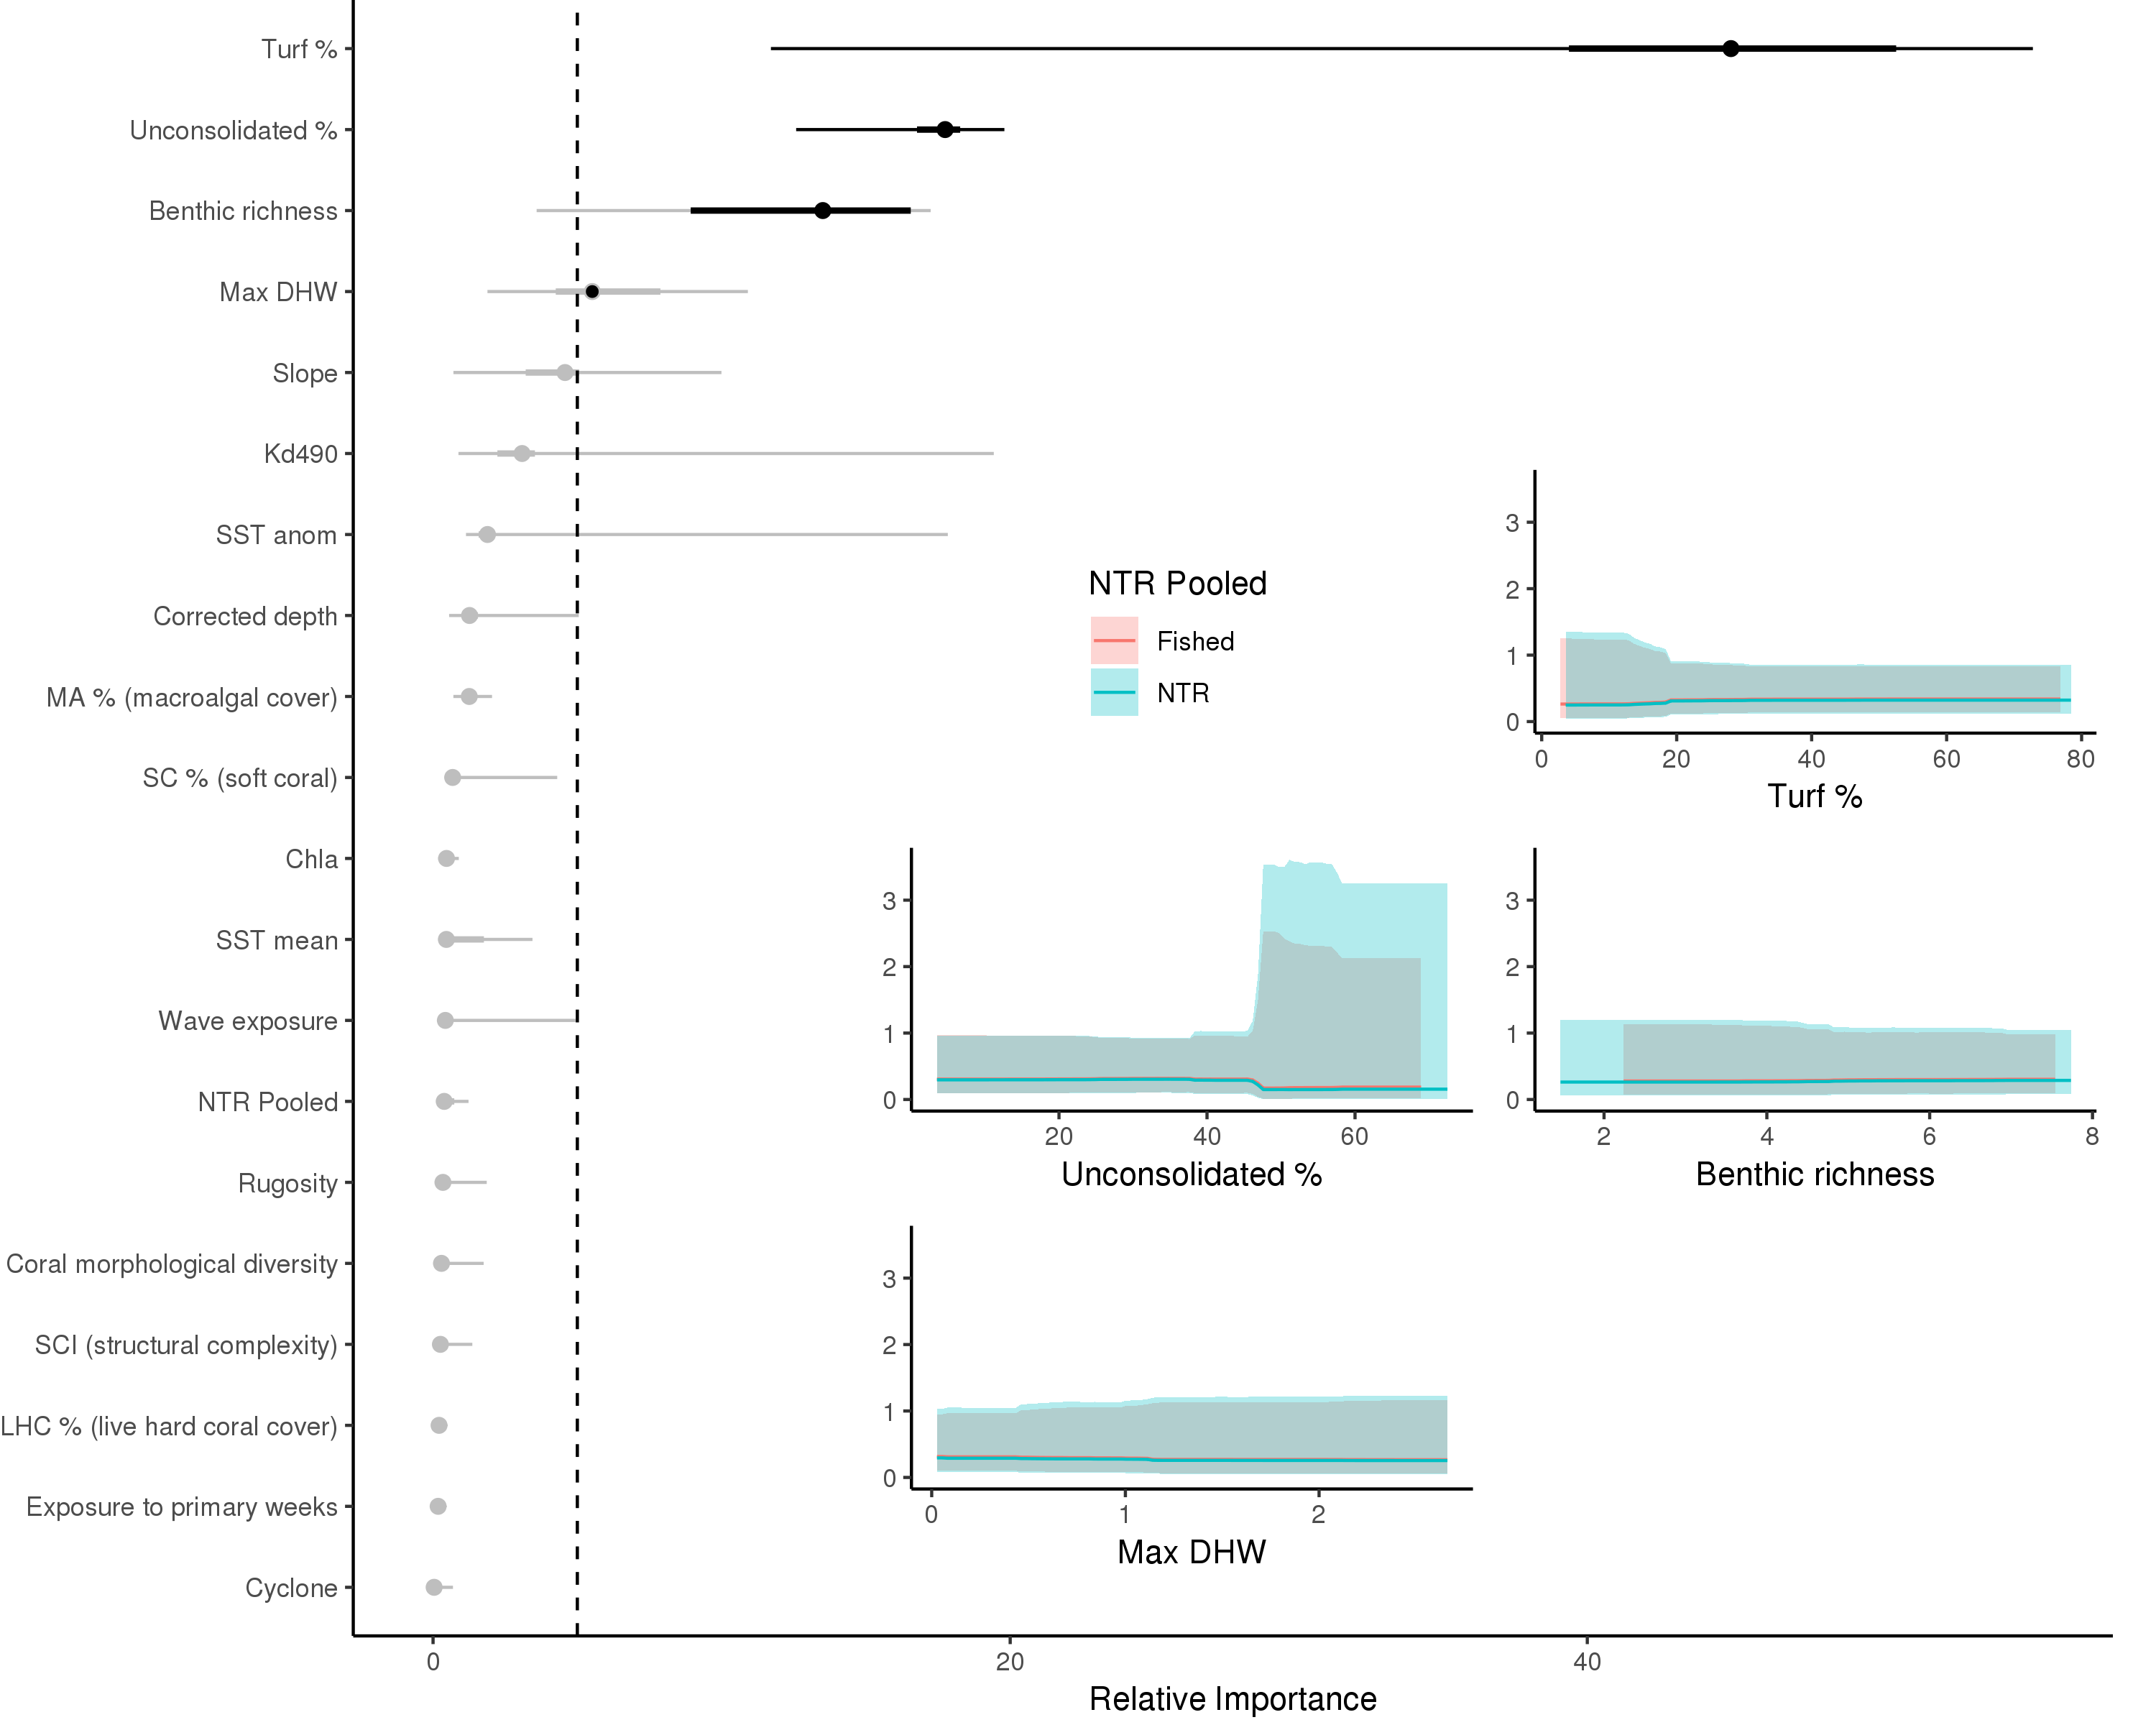 Turf %
Unconsolidated %
Benthic richness
Max DHW
Slope
Kd490
SST anom
Corrected depth
MA % (macroalgal cover)
SC % (soft coral)
Chla
SST mean
Wave exposure
NTR Pooled
Rugosity
Coral morphological diversity
SCI (structural complexity)
LHC % (live hard coral cover)
Exposure to primary weeks
Cyclone
0 20 40
Relative Importance
NTR Pooled
Fished
NTR
3
2
1
0
0 20 40 60 80
Turf %
3
2
1
0
20 40 60
Unconsolidated %
3
2
1
0
2 4 6 8
Benthic richness
3
2
1
0
0 1 2
Max DHW